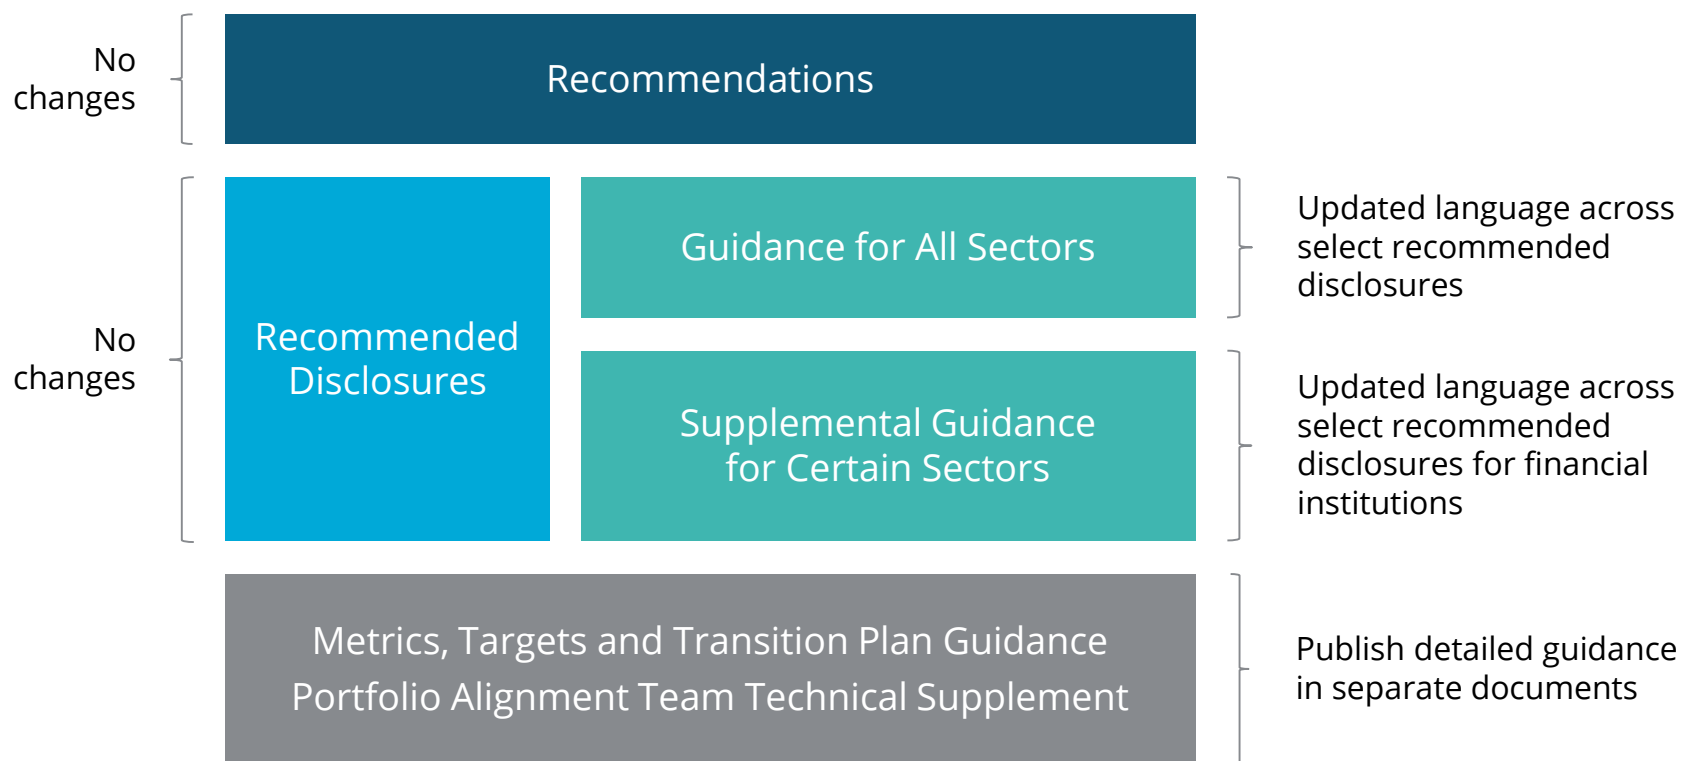 No
changes
Recommendations
No
changes
Recommended
Disclosures
Guidance for All Sectors
Updated language across
select recommended
disclosures
Supplemental Guidance
for Certain Sectors
Updated language across
select recommended
disclosures for financial
institutions
Metrics, Targets and Transition Plan Guidance
Portfolio Alignment Team Technical Supplement
Publish detailed guidance
in separate documents